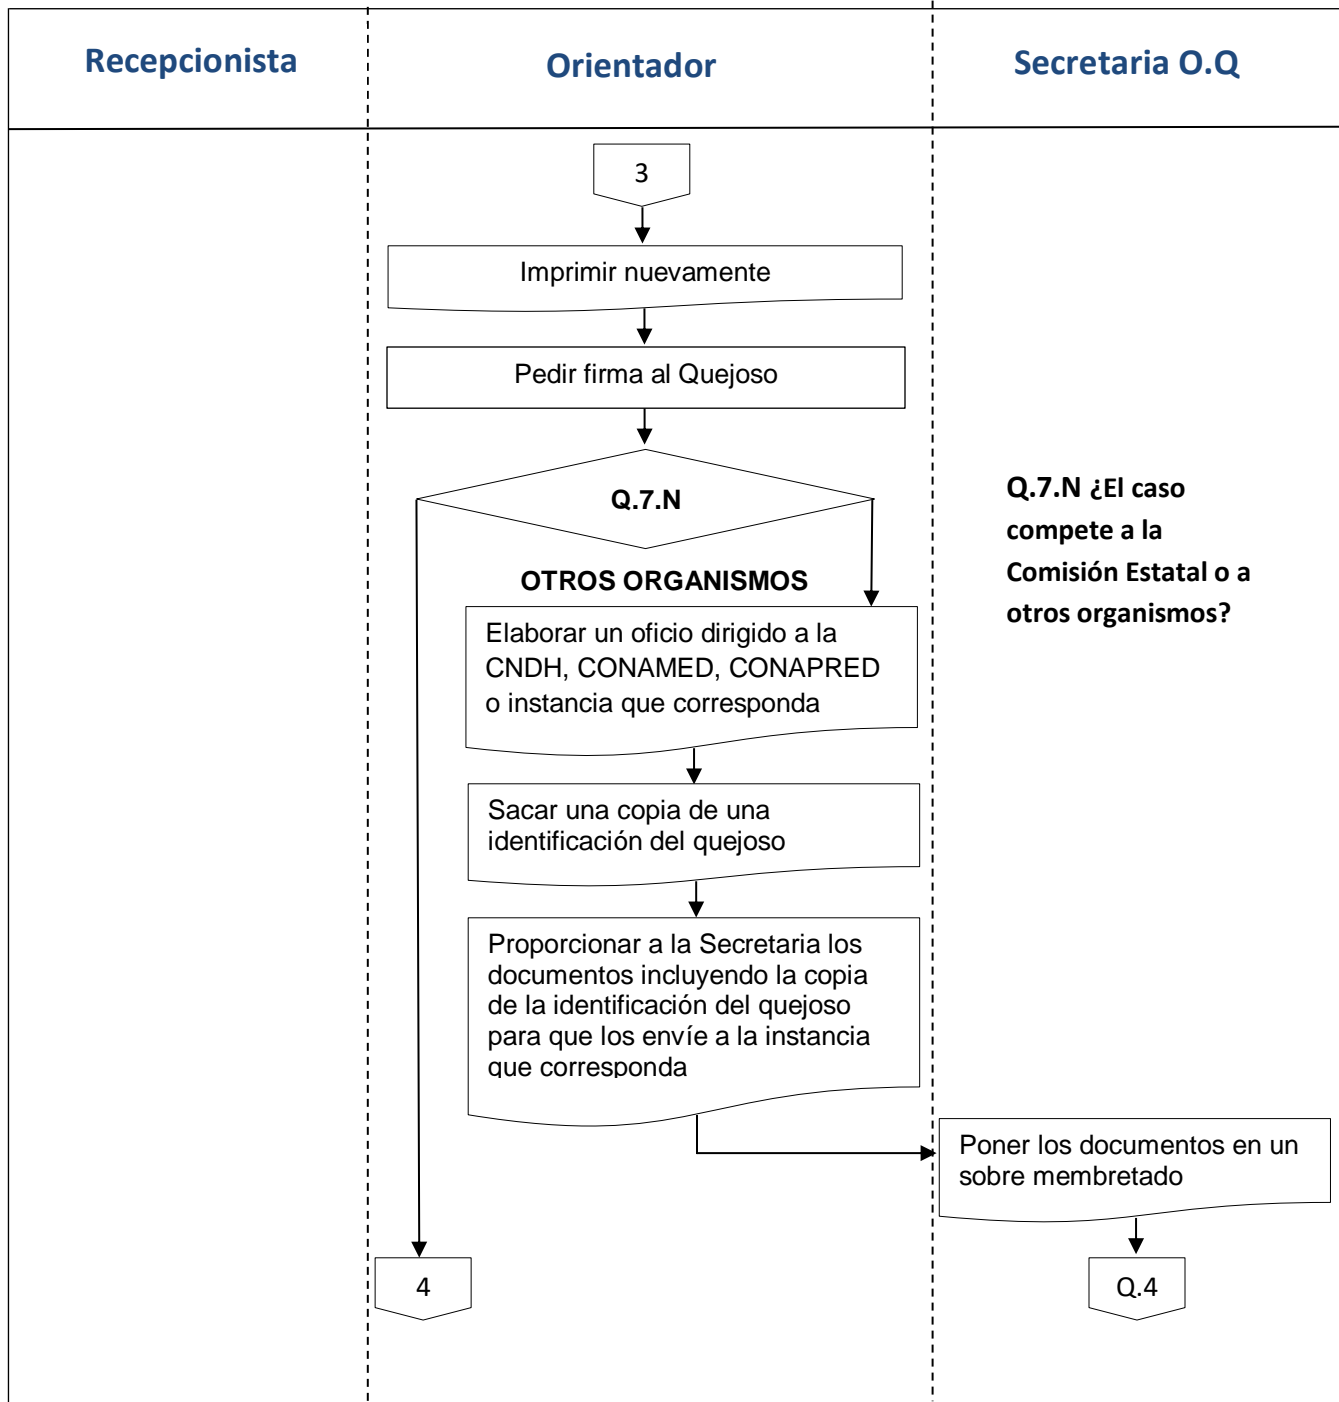 Recepcionista
Orientador
Secretaria O.Q
3
Imprimir nuevamente
Pedir firma al Quejoso
Q.7.N
Q.7.N ¿El caso
compete a la
Comisión Estatal o a
otros organismos?
OTROS ORGANISMOS
Elaborar un oficio dirigido a la
CNDH, CONAMED, CONAPRED
o instancia que corresponda
Sacar una copia de una
identificación del quejoso
Proporcionar a la Secretaria los
documentos incluyendo la copia
de la identificación del quejoso
para que los envíe a la instancia
que corresponda
Poner los documentos en un
sobre membretado
4
Q.4